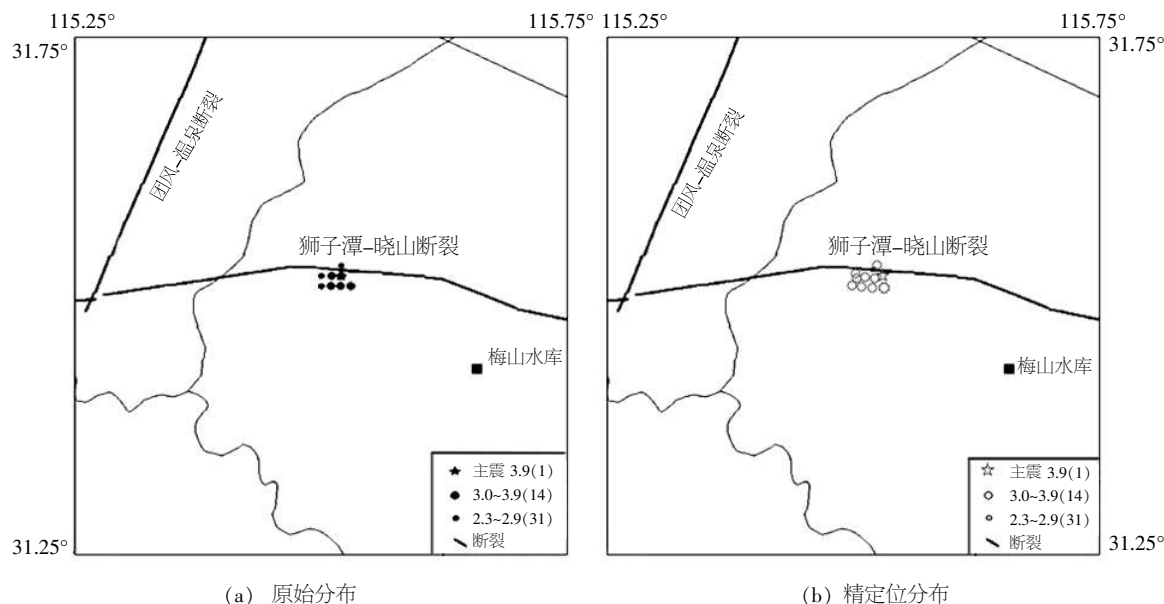 115.25°
115.75°
31.75°
团风-温泉断裂
狮子潭-晓山断裂
梅山水库
主震 3.9(1)
3.0~3.9(14)
2.3~2.9(31)
断裂
31.25°
(a) 原始分布
115.25°
115.75°
31.75°
团风-温泉断裂
狮子潭-晓山断裂
梅山水库
主震 3.9(1)
3.0~3.9(14)
2.3~2.9(31)
断裂
31.25°
(b) 精定位分布